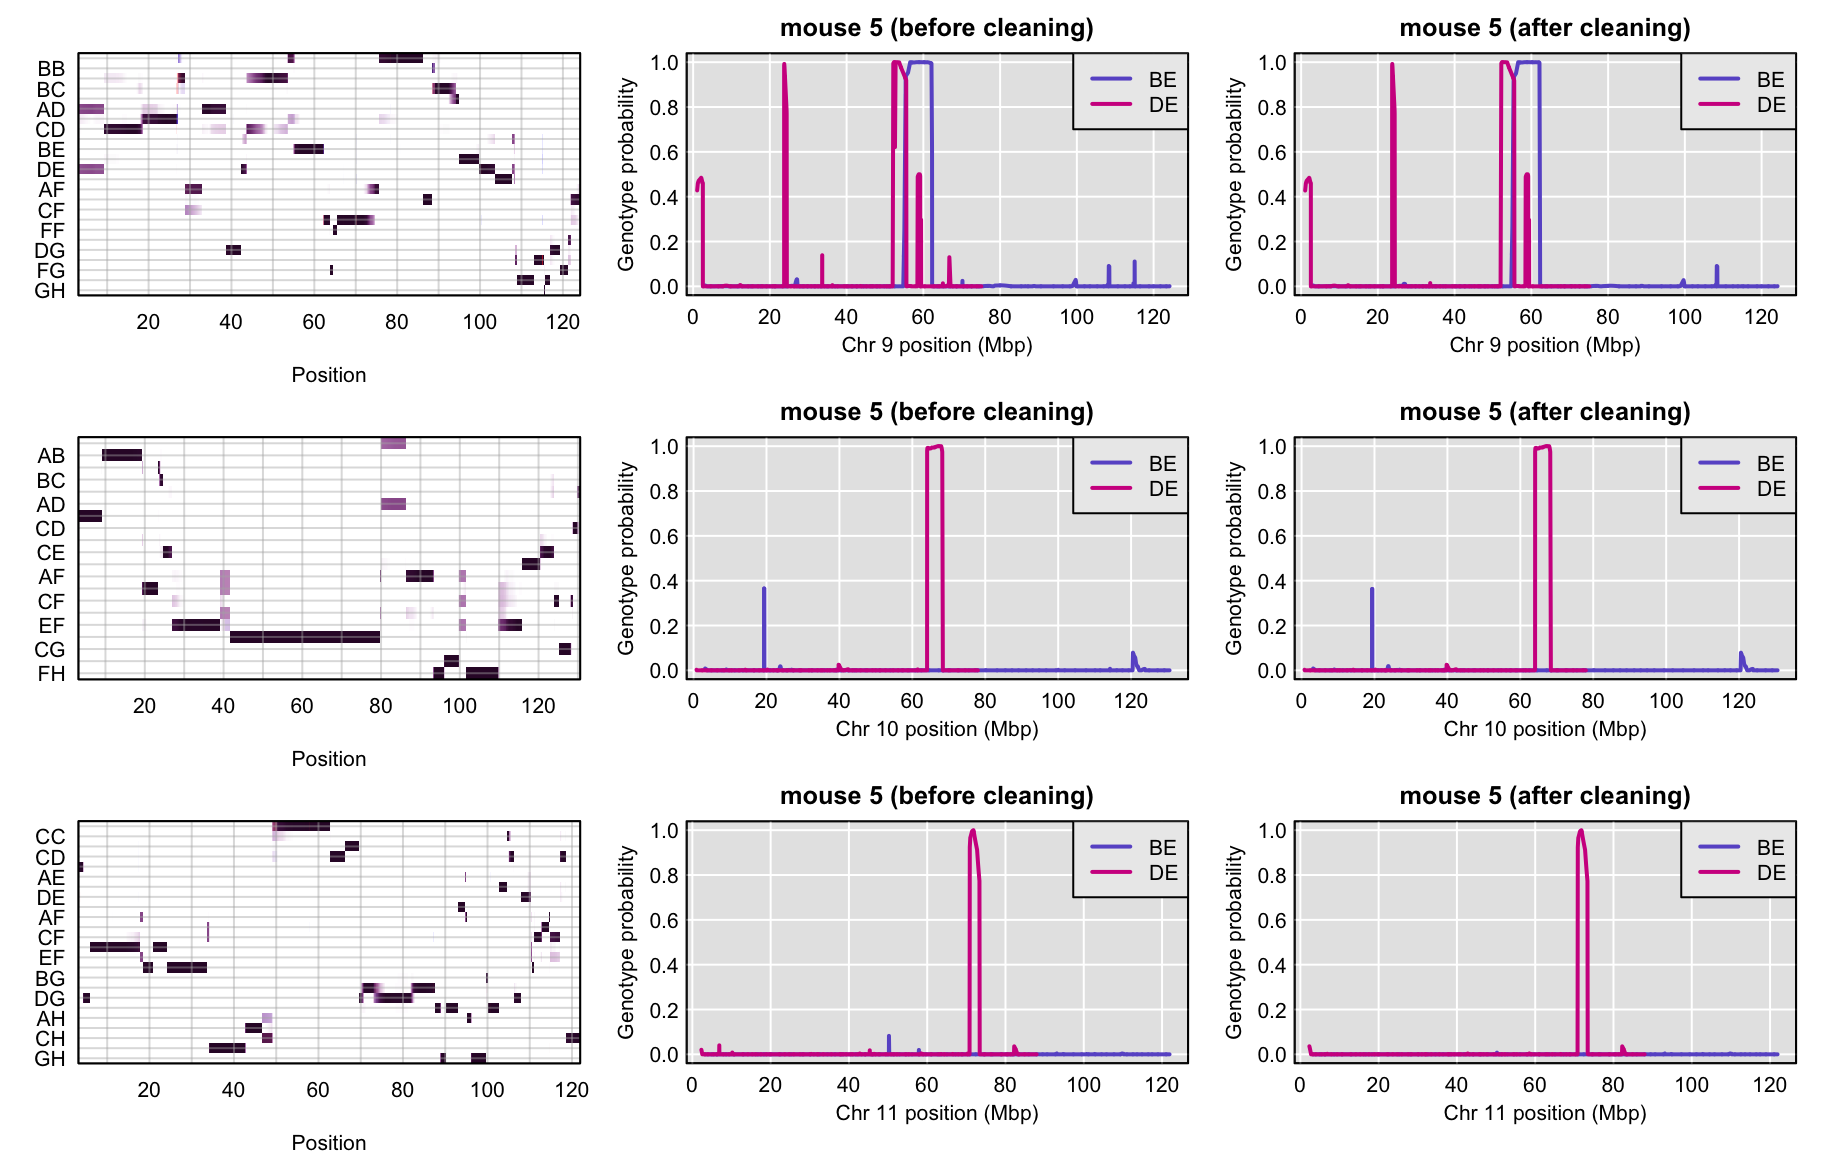 BB
BC
AD
CD
BE
DE
AF
CF
FF
DG
FG
GH
20 40 60 80 100 120
Position
mouse 5 (before cleaning)
Genotype probability
1.0
0.8
0.6
0.4
0.2
0.0
BE
DE
0 20 40 60 80 100 120
Chr 9 position (Mbp)
mouse 5 (after cleaning)
Genotype probability
1.0
0.8
0.6
0.4
0.2
0.0
BE
DE
0 20 40 60 80 100 120
Chr 9 position (Mbp)
AB
BC
AD
CD
CE
AF
CF
EF
CG
FH
20 40 60 80 100 120
Position
mouse 5 (before cleaning)
Genotype probability
1.0
0.8
0.6
0.4
0.2
0.0
BE
DE
0 20 40 60 80 100 120
Chr 10 position (Mbp)
mouse 5 (after cleaning)
Genotype probability
1.0
0.8
0.6
0.4
0.2
0.0
BE
DE
0 20 40 60 80 100 120
Chr 10 position (Mbp)
CC
CD
AE
DE
AF
CF
EF
BG
DG
AH
CH
GH
20 40 60 80 100 120
Position
mouse 5 (before cleaning)
Genotype probability
1.0
0.8
0.6
0.4
0.2
0.0
BE
DE
0 20 40 60 80 100 120
Chr 11 position (Mbp)
mouse 5 (after cleaning)
Genotype probability
1.0
0.8
0.6
0.4
0.2
0.0
BE
DE
0 20 40 60 80 100 120
Chr 11 position (Mbp)